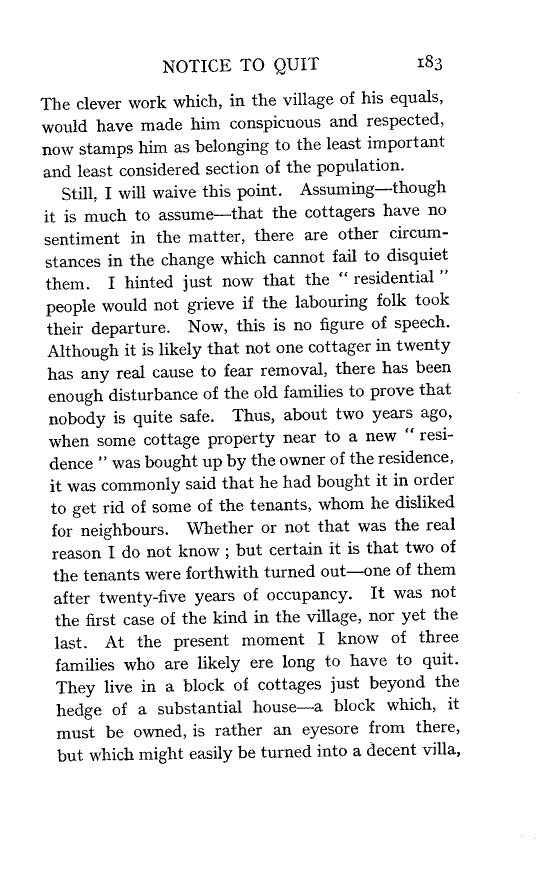 NOTICE TO QUIT 183
The clever work which, in the village of his equals,
would have made him conspicuous and respected,
now stamps him as belonging to the least important
and least considered section of the population.
Still, I will waive this point. Assuming—though
it is much to assume—that the cottagers have no
sentiment in the matter, there are other circum-
stances in the change which cannot fail to disquiet
them. I hinted just now that the “ residential ”
people would not grieve if the labouring folk took
their departure. Now, this is no figure of speech.
Although it is likely that not one cottager in twenty
has any real cause to fear removal, there has been
enough disturbance of the old families to prove that
nobody is quite safe. Thus, about two years ago,
when some cottage property near to a new “ resi-
dence ” was bought up by the owner of the residence,
it was commonly said that he had bought it in order
to get rid of some of the tenants, whom he disliked
for neighbours. Whether or not that was the real
reason I do not know ; but certain it is that two of
the tenants were forthwith turned out—one of them
after twenty-five years of occupancy. It was not
the first case of the kind in the village, nor yet the
last. At the present moment I know of three
families who are likely ere long to have to quit.
They live in a block of cottages just beyond the
hedge of a substantial house—a block which, it
must be owned, is rather an eyesore from there,
but which might easily be turned into a decent villa,